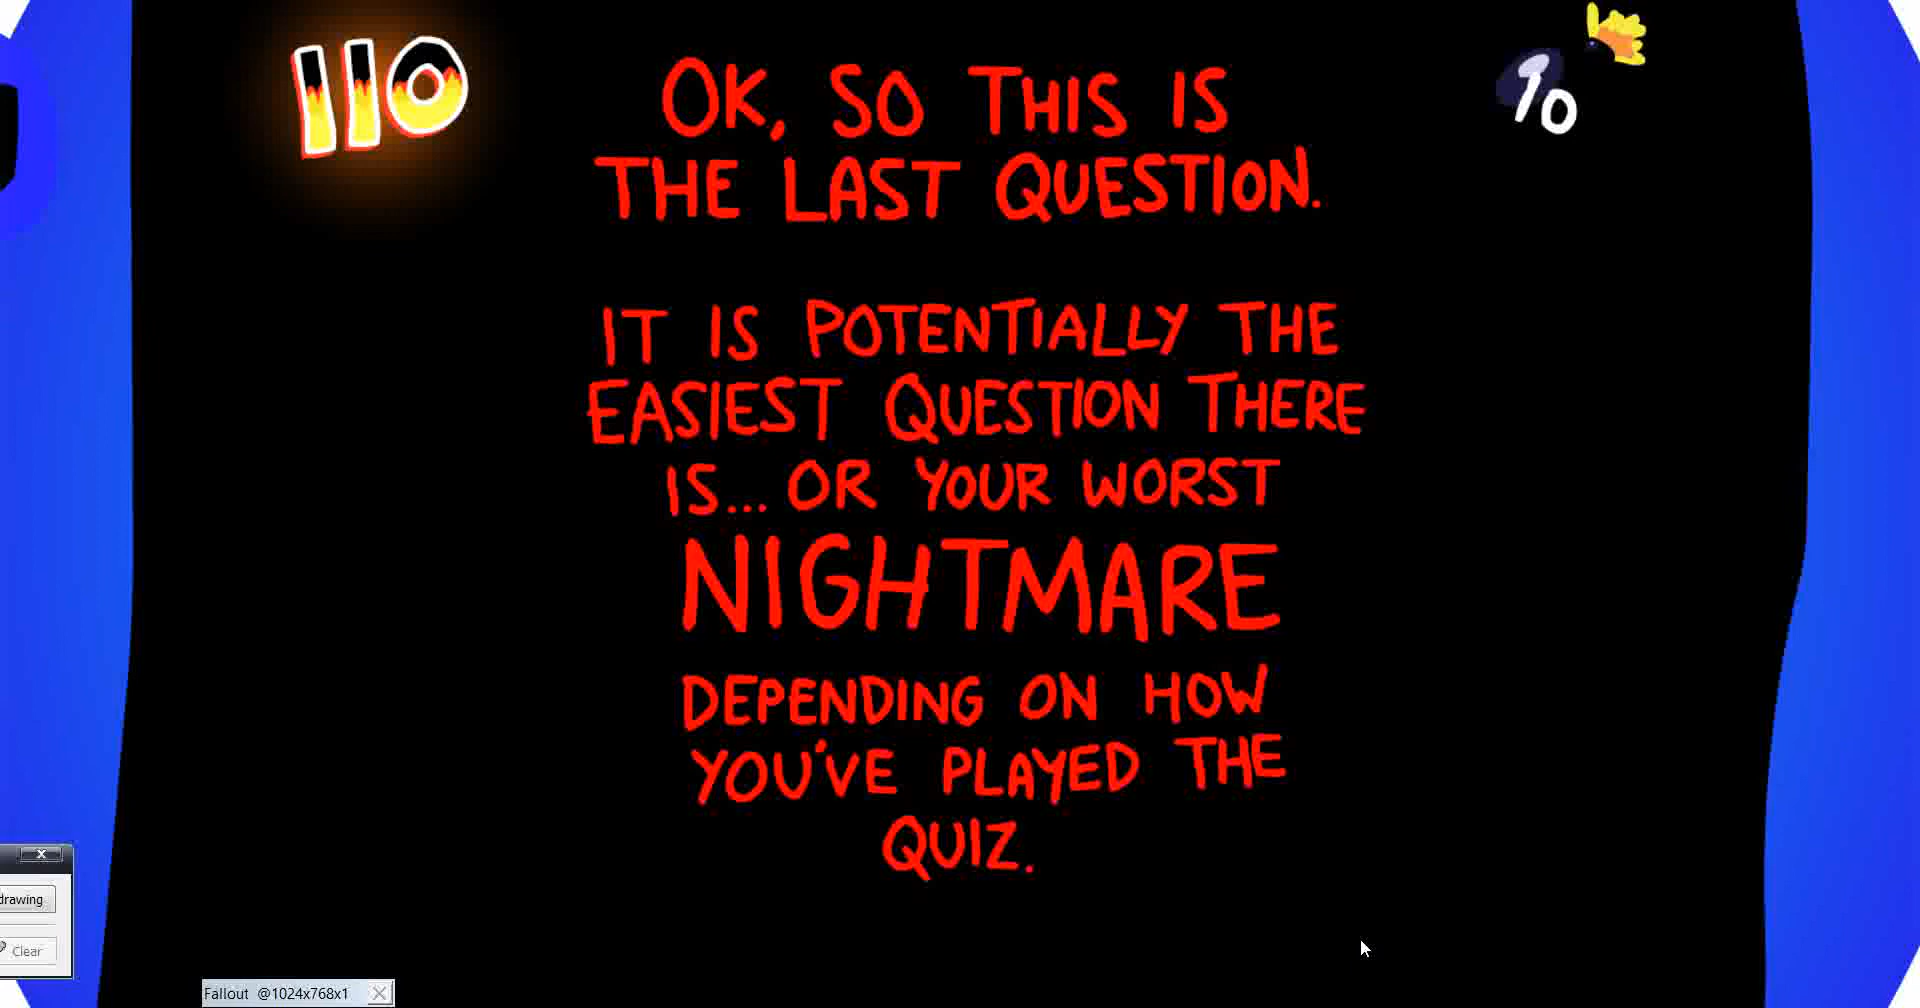 110
10
OK, SO THIS IS
THE LAST QUESTION.
IT IS POTENTIALLY THE
EASIEST QUESTION THERE
IS... OR YOUR WORST
NIGHTMARE
DEPENDING ON HOW
YOU'VE PLAYED THE
QUIZ.
drawing
Clear
Fallout @1024x768x1